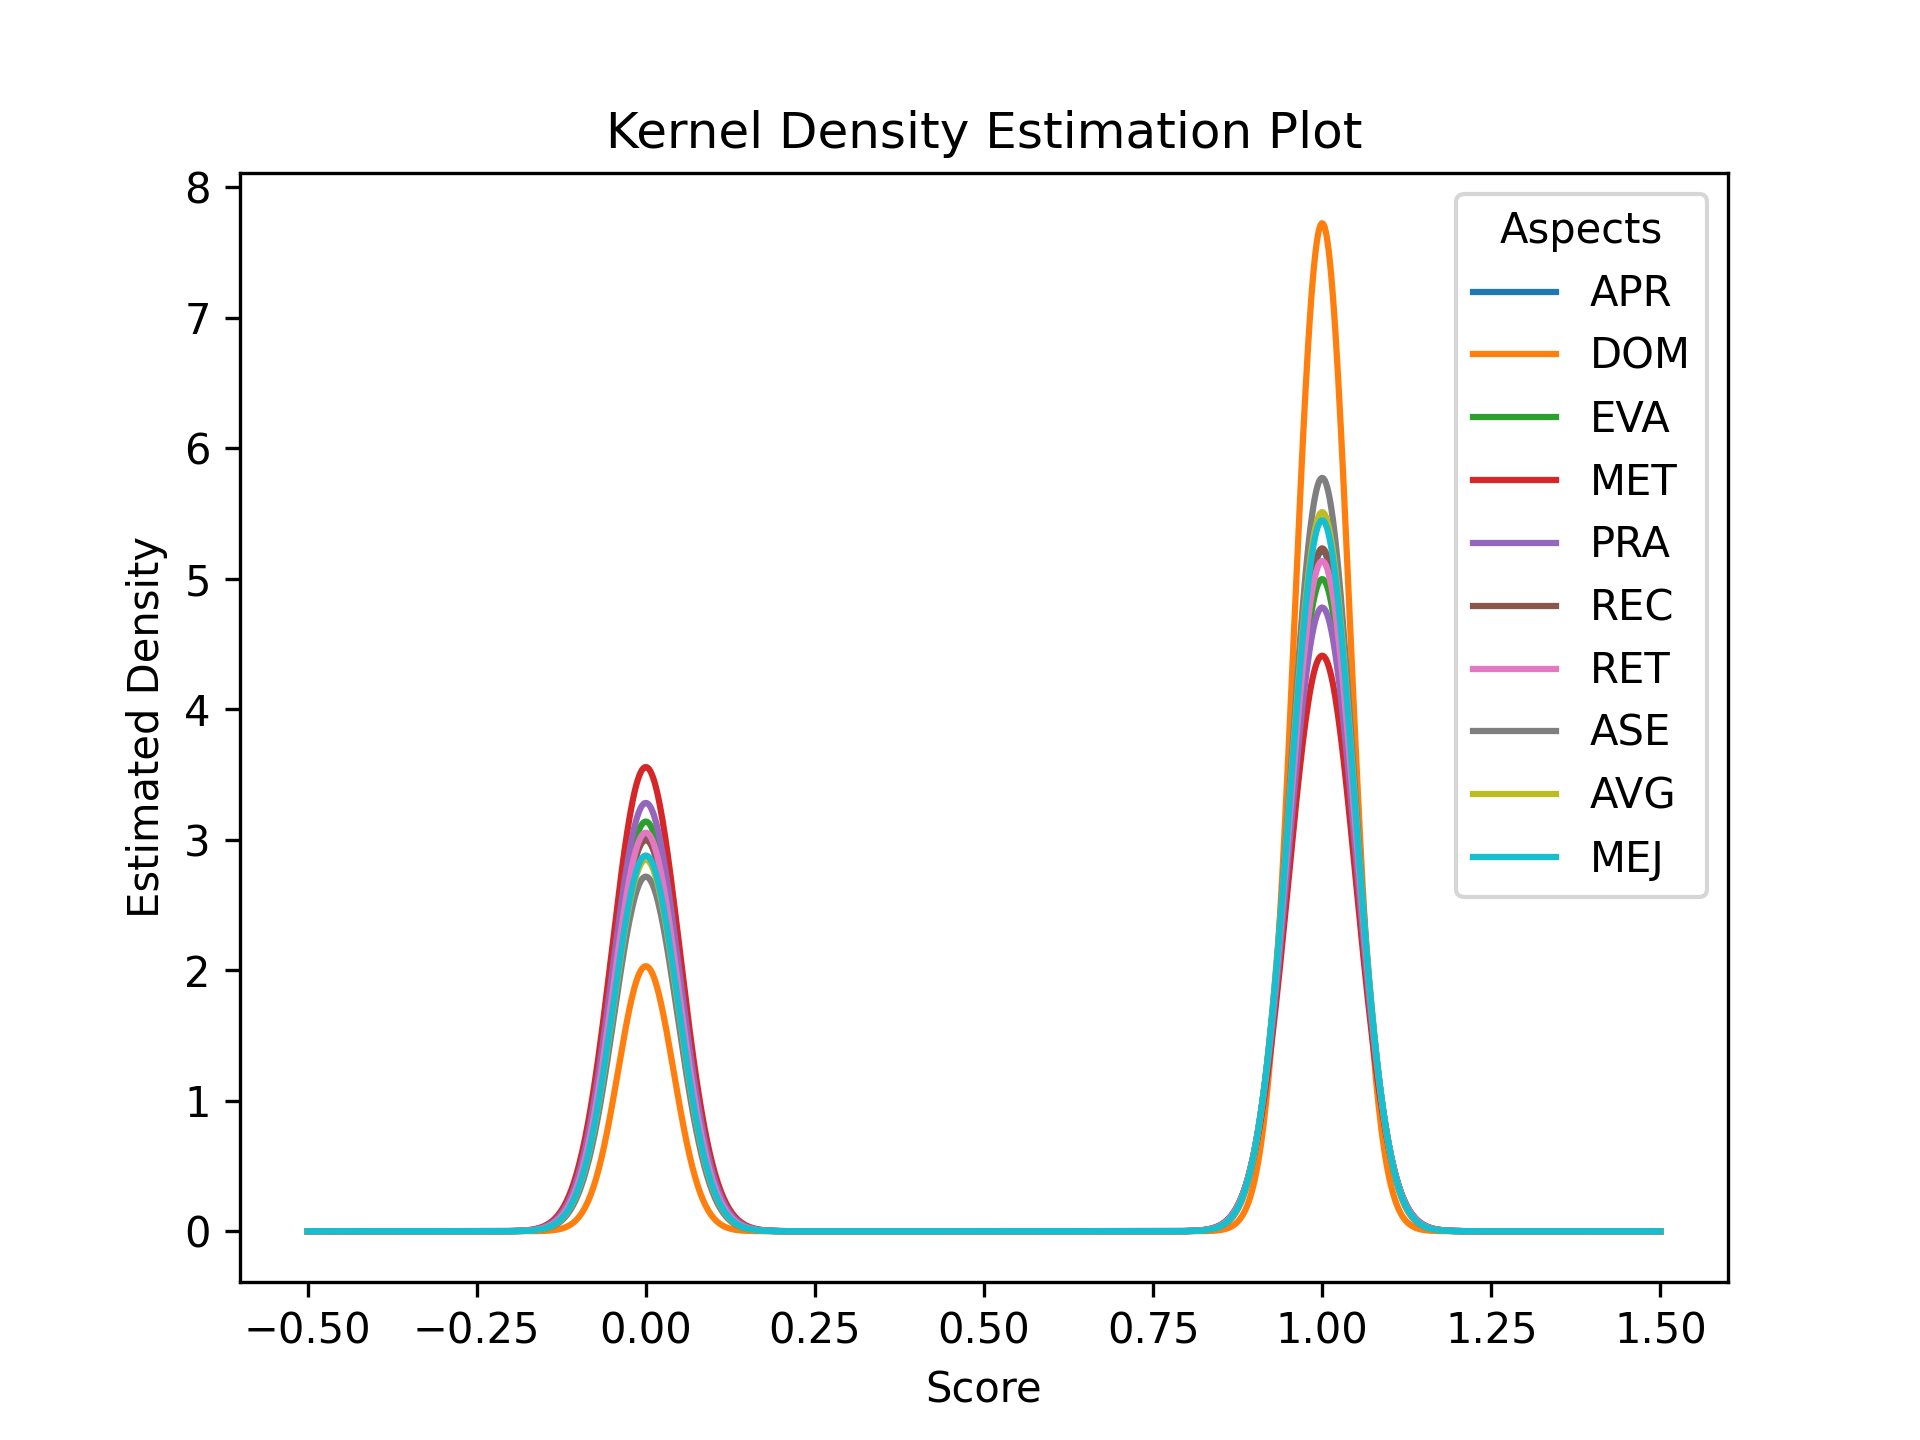 Kernel Density Estimation Plot
8
7
6
5
4
3
2
1
0
Estimated Density
−0.50 −0.25 0.00 0.25 0.50 0.75 1.00 1.25 1.50
Score
Aspects
APR
DOM
EVA
MET
PRA
REC
RET
ASE
AVG
MEJ